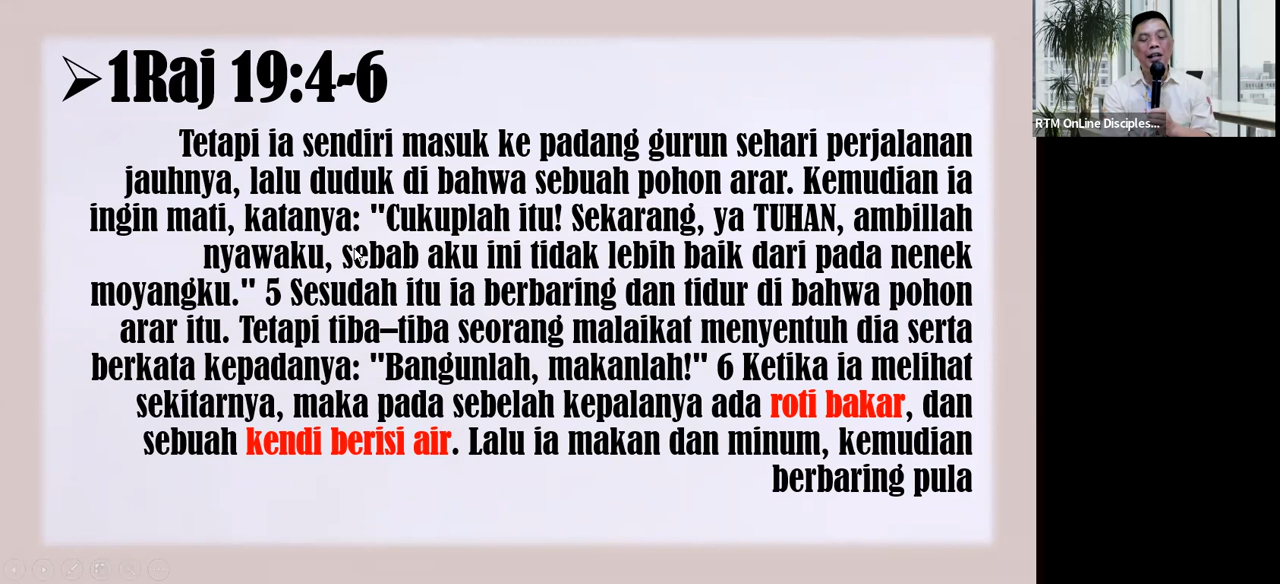 1Raj 19:4-6
Tetapi ia sendiri masuk ke padang gurun sehari perjalanan
jauhnya, lalu duduk di bahwa sebuah pohon arar. Kemudian ia
ingin mati, katanya: "Cukuplah itu! Sekarang, ya TUHAN, ambillah
nyawaku, sebab aku ini tidak lebih baik dari pada nenek
moyangku." 5 Sesudah itu ia berbaring dan tidur di bahwa pohon
arar itu. Tetapi tiba–tiba seorang malaikat menyentuh dia serta
berkata kepadanya: "Bangunlah, makanlah!" 6 Ketika ia melihat
sekitarnya, maka pada sebelah kepalanya ada roti bakar, dan
sebuah kendi berisi air. Lalu ia makan dan minum, kemudian
berbaring pula
RTM OnLine Disciples...